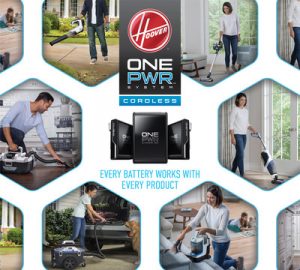 HOOVER
ONE
PWR
SYSTEM
CORDLESS
ONE
PWR
EVERY BATTERY WORKS WITH
EVERY PRODUCT